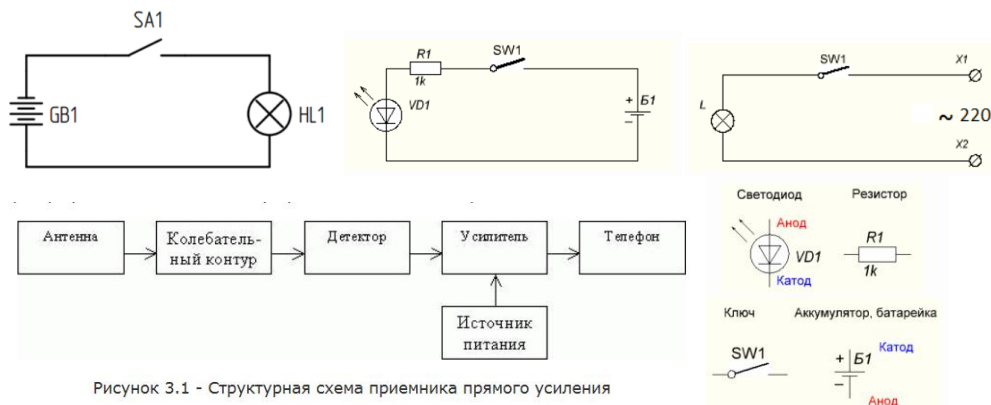 SA1
GB1
HL1
R1
SW1
1k
VD1
+ Б1
–
SW1
X1
L
~ 220
X2
Антенна
Колебатель-
ный контур
Детектор
Усилитель
Телефон
Источник
питания
Рисунок 3.1 - Структурная схема приемника прямого усиления
Светодиод
Резистор
Анод
R1
VD1
1k
Катод
Ключ
Аккумулятор, батарейка
SW1
+ Б1
Катод
–
Анод